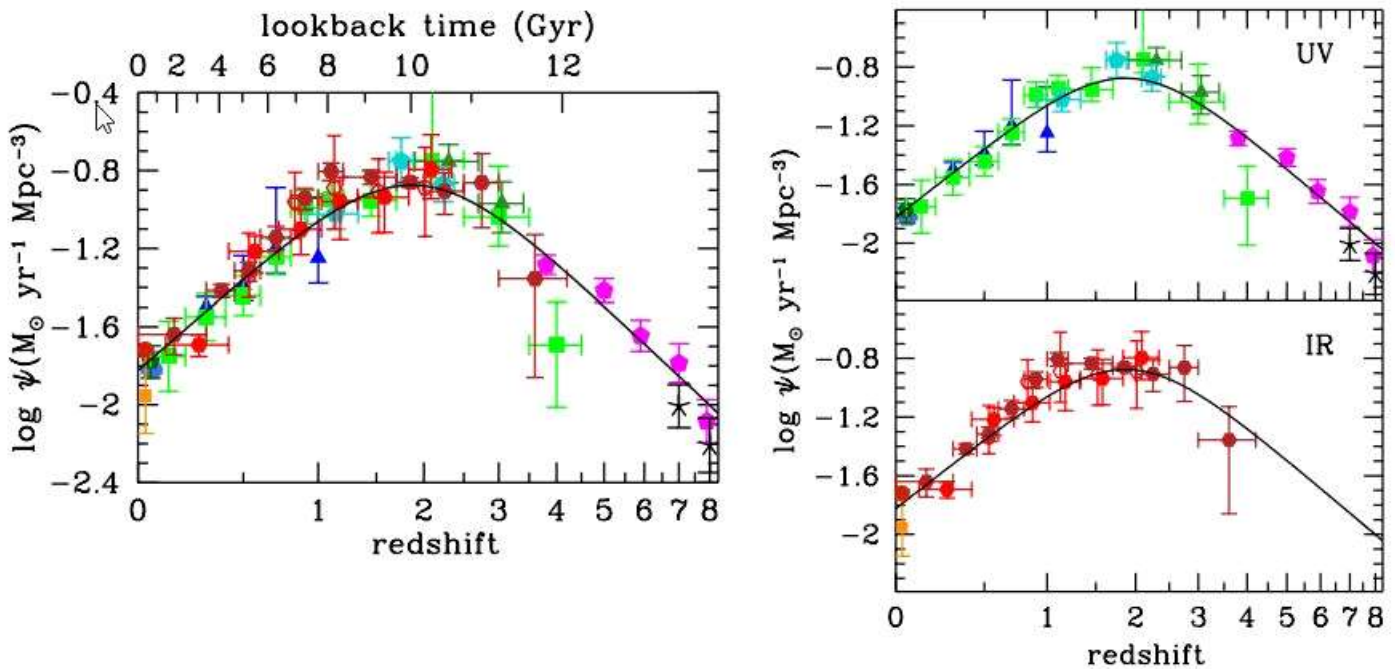 lookback time (Gyr)
0 2 4 6 8 10 12
−0.4
−0.8
−1.2
−1.6
−2
−2.4
log ψ(M⊙ yr⁻¹ Mpc⁻³)
0 1 2 3 4 5 6 7 8
redshift
UV
−0.8
−1.2
−1.6
−2
log ψ(M⊙ yr⁻¹ Mpc⁻³)
IR
−0.8
−1.2
−1.6
−2
0 1 2 3 4 5 6 7 8
redshift